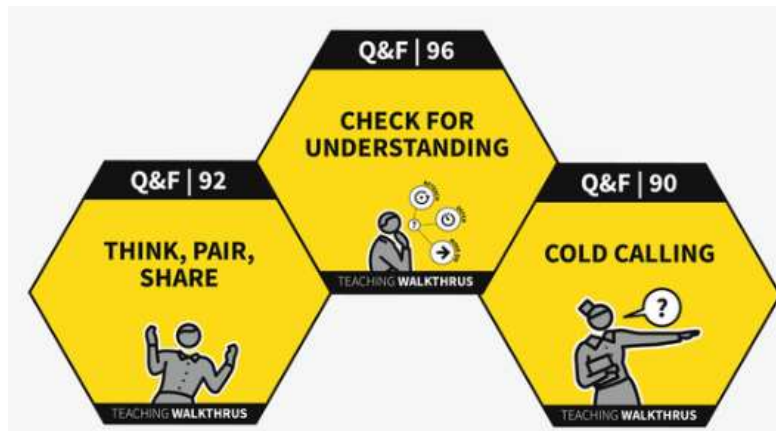 Q&F | 96
CHECK FOR
UNDERSTANDING
?
TEACHING WALKTHRUS
Q&F | 92
THINK, PAIR,
SHARE
TEACHING WALKTHRUS
Q&F | 90
COLD CALLING
?
TEACHING WALKTHRUS